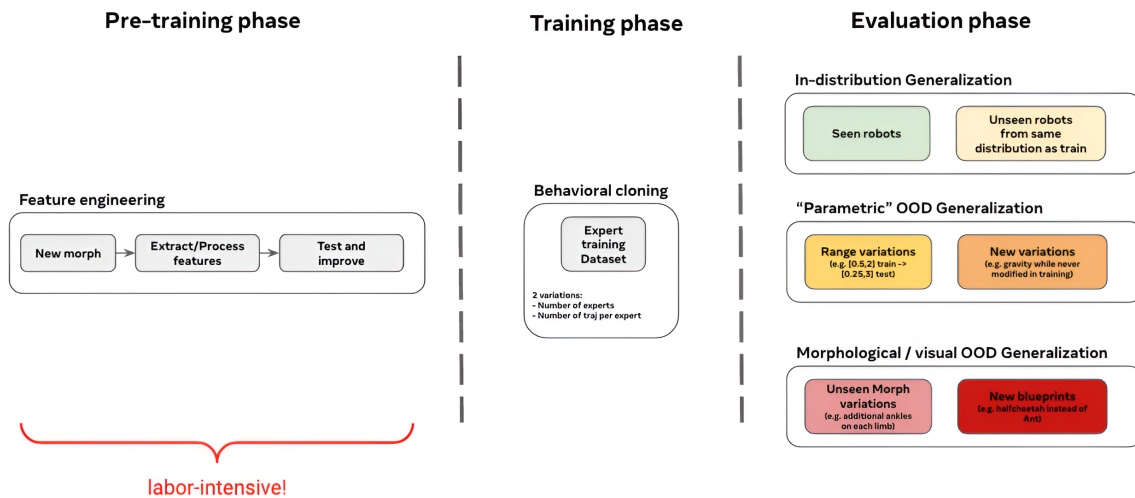 Pre-training phase
Training phase
Evaluation phase
Feature engineering
New morph
Extract/Process
features
Test and
improve
labor-intensive!
Behavioral cloning
Expert
training
Dataset
2 variations:
- Number of experts
- Number of traj per expert
In-distribution Generalization
Seen robots
Unseen robots
from same
distribution as train
“Parametric” OOD Generalization
Range variations
(e.g. [0.5,2] train ->
[0.25,3] test)
New variations
(e.g. gravity while never
modified in training)
Morphological / visual OOD Generalization
Unseen Morph
variations
(e.g. additional ankles
on each limb)
New blueprints
(e.g. halfcheetah instead of
Ant)